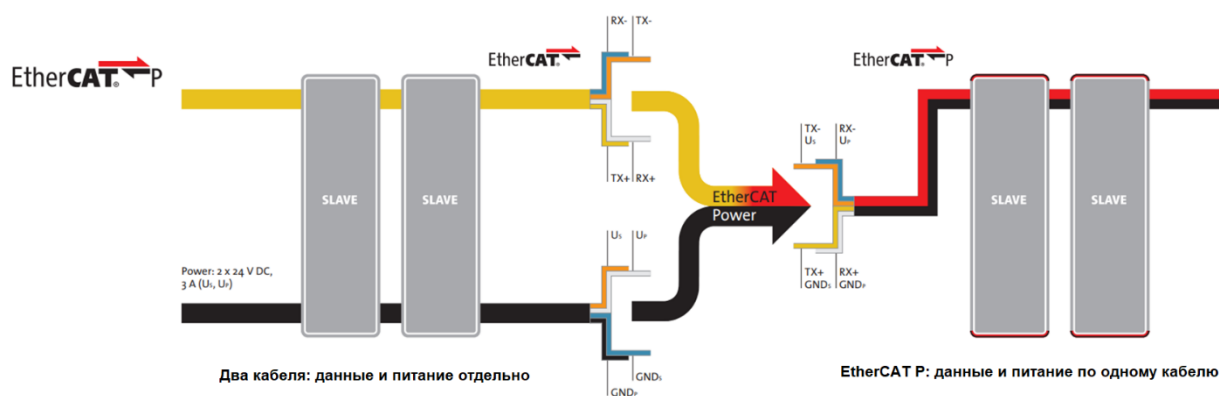 EtherCAT® P
Power: 2 x 24 V DC,
3 A (US, UP)
SLAVE
SLAVE
EtherCAT®
RX- TX-
TX+ RX+
US UP
GNDS
GNDP
Два кабеля: данные и питание отдельно
EtherCAT
Power
TX- RX-
US UP
TX+ RX+
GNDS GNDP
EtherCAT® P
SLAVE
SLAVE
EtherCAT P: данные и питание по одному кабелю